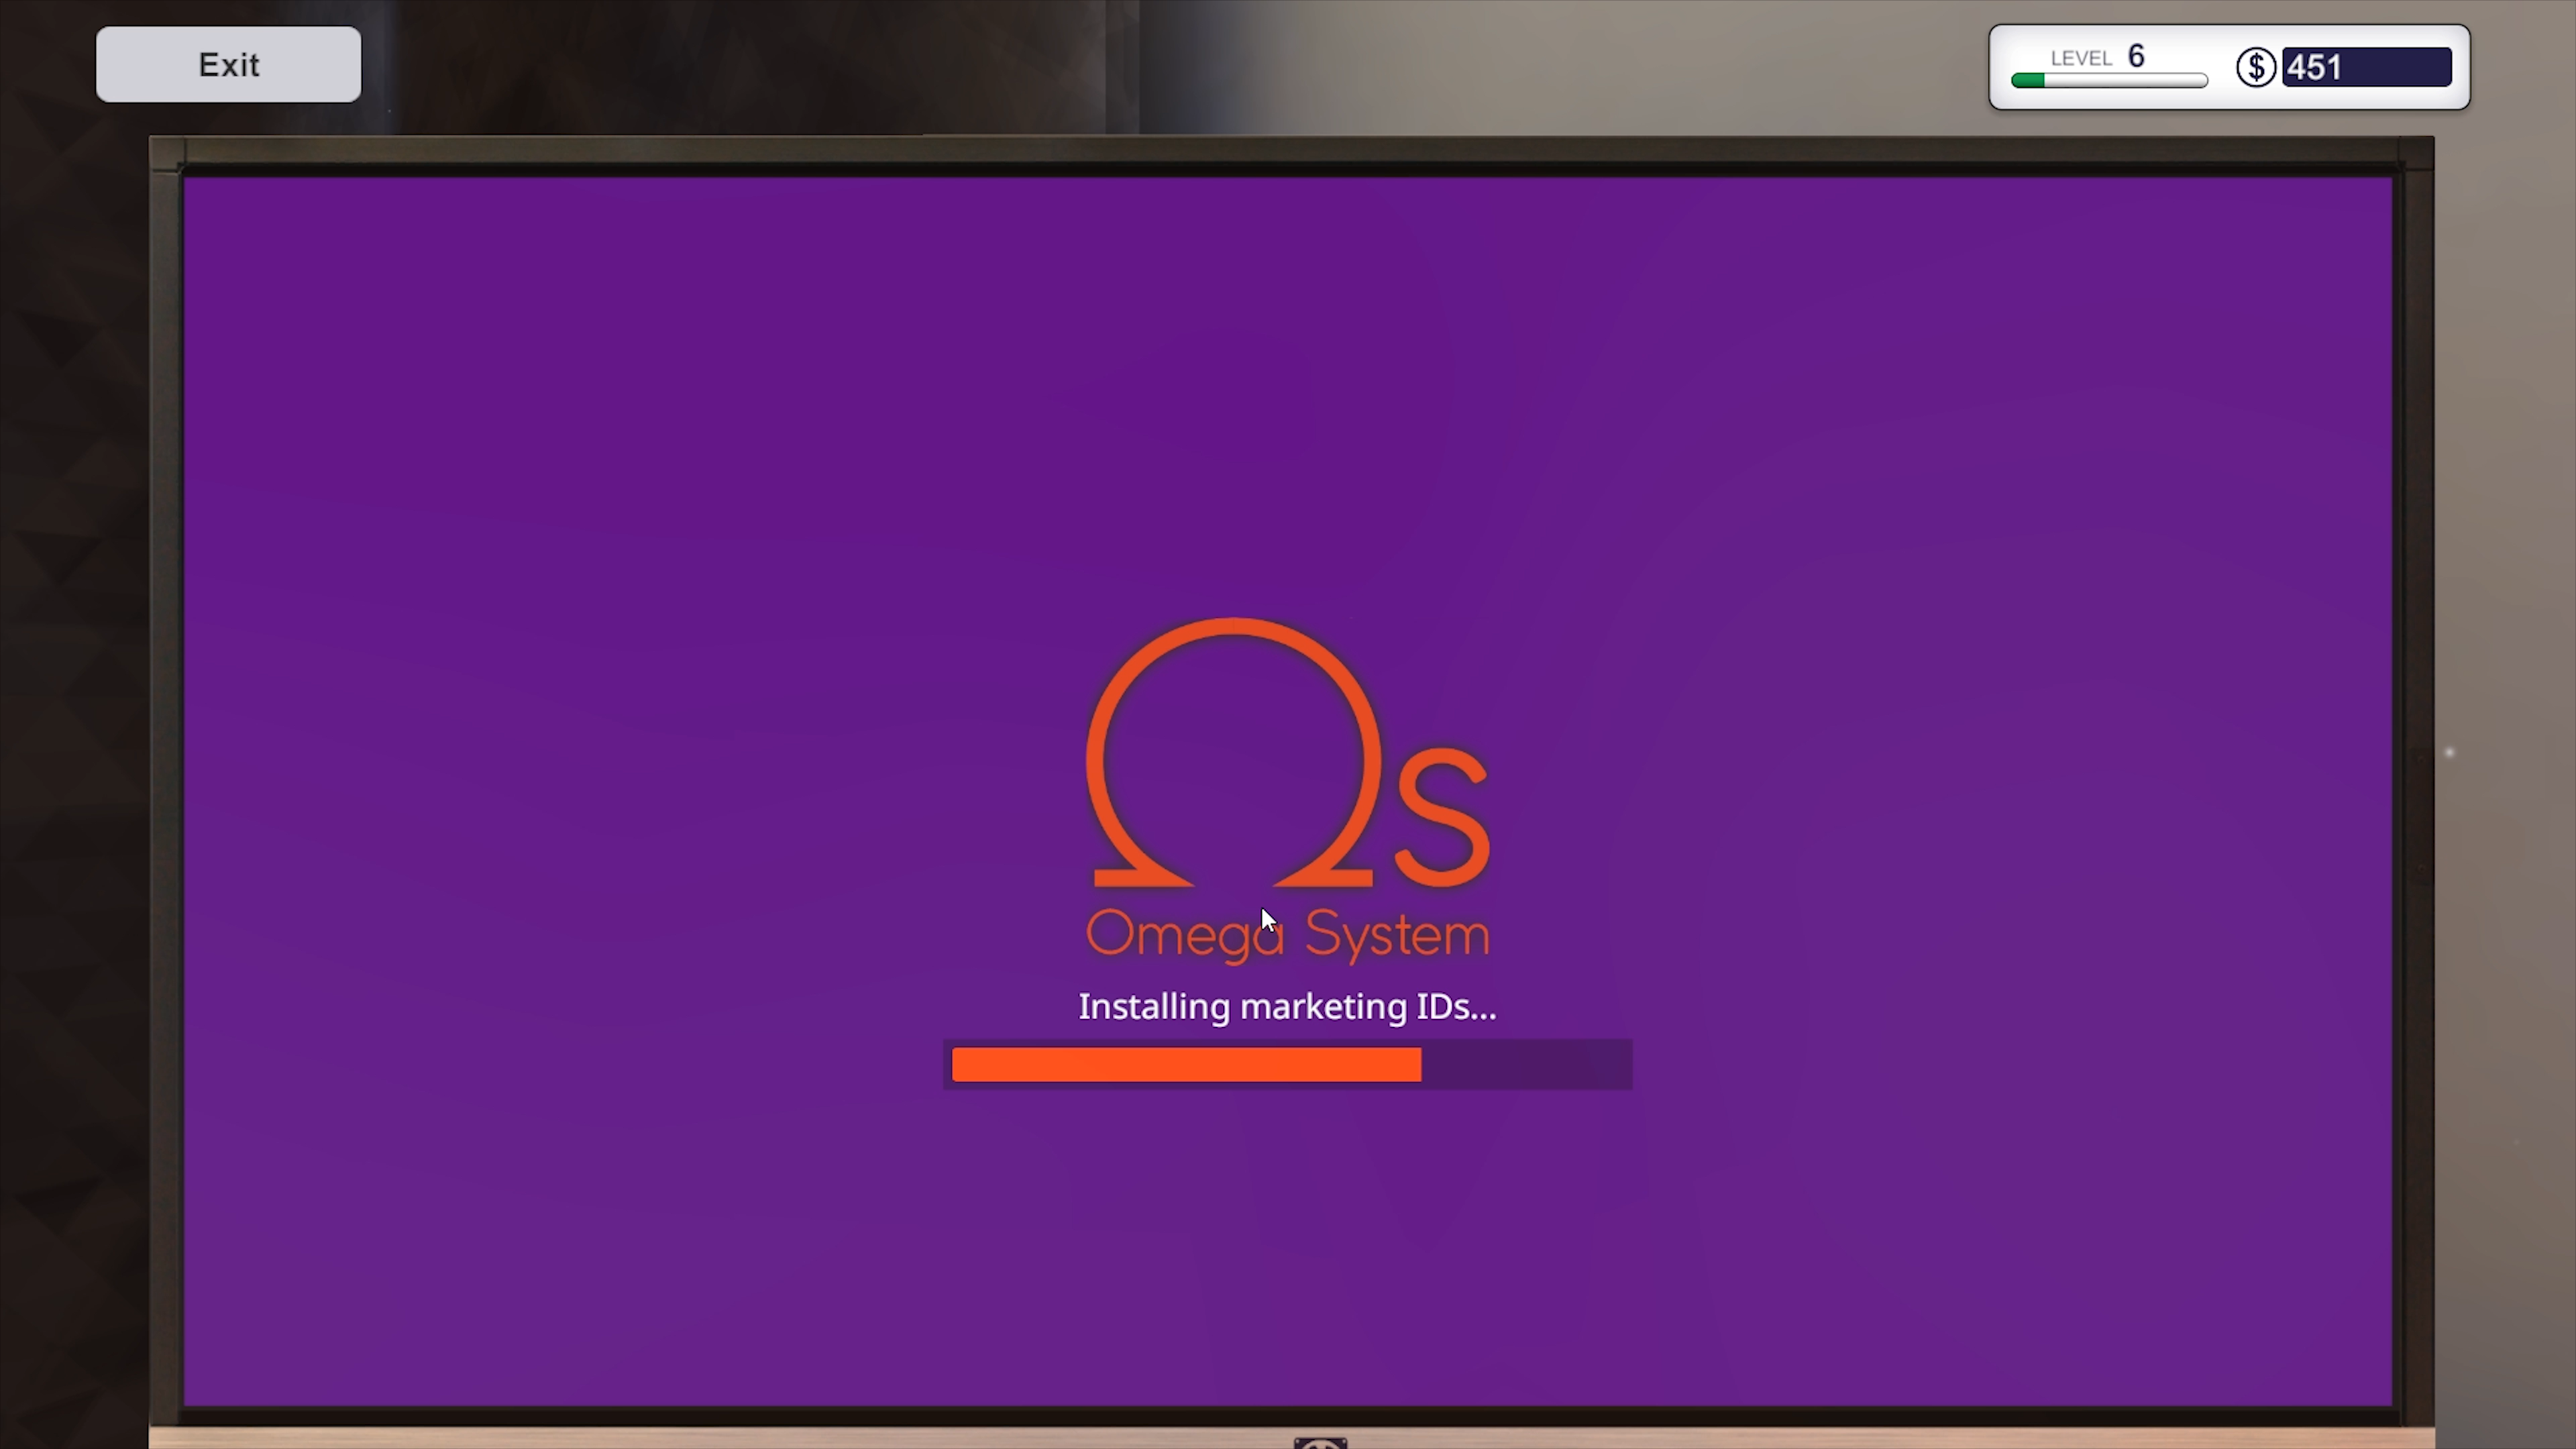 Exit
LEVEL 6
$ 451
Ωs
Omega System
Installing marketing IDs...